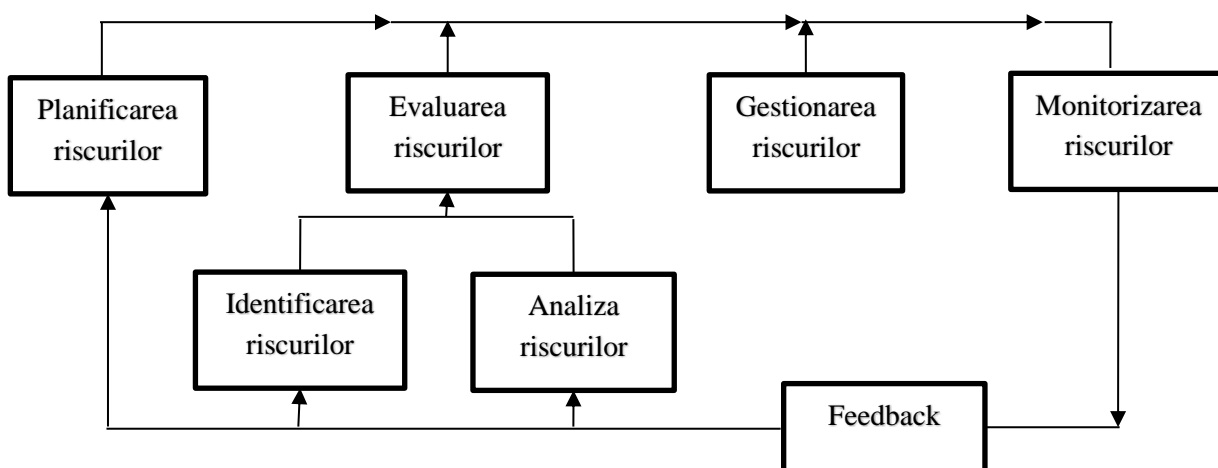 Planificarea
riscurilor
Evaluarea
riscurilor
Gestionarea
riscurilor
Monitorizarea
riscurilor
Identificarea
riscurilor
Analiza
riscurilor
Feedback